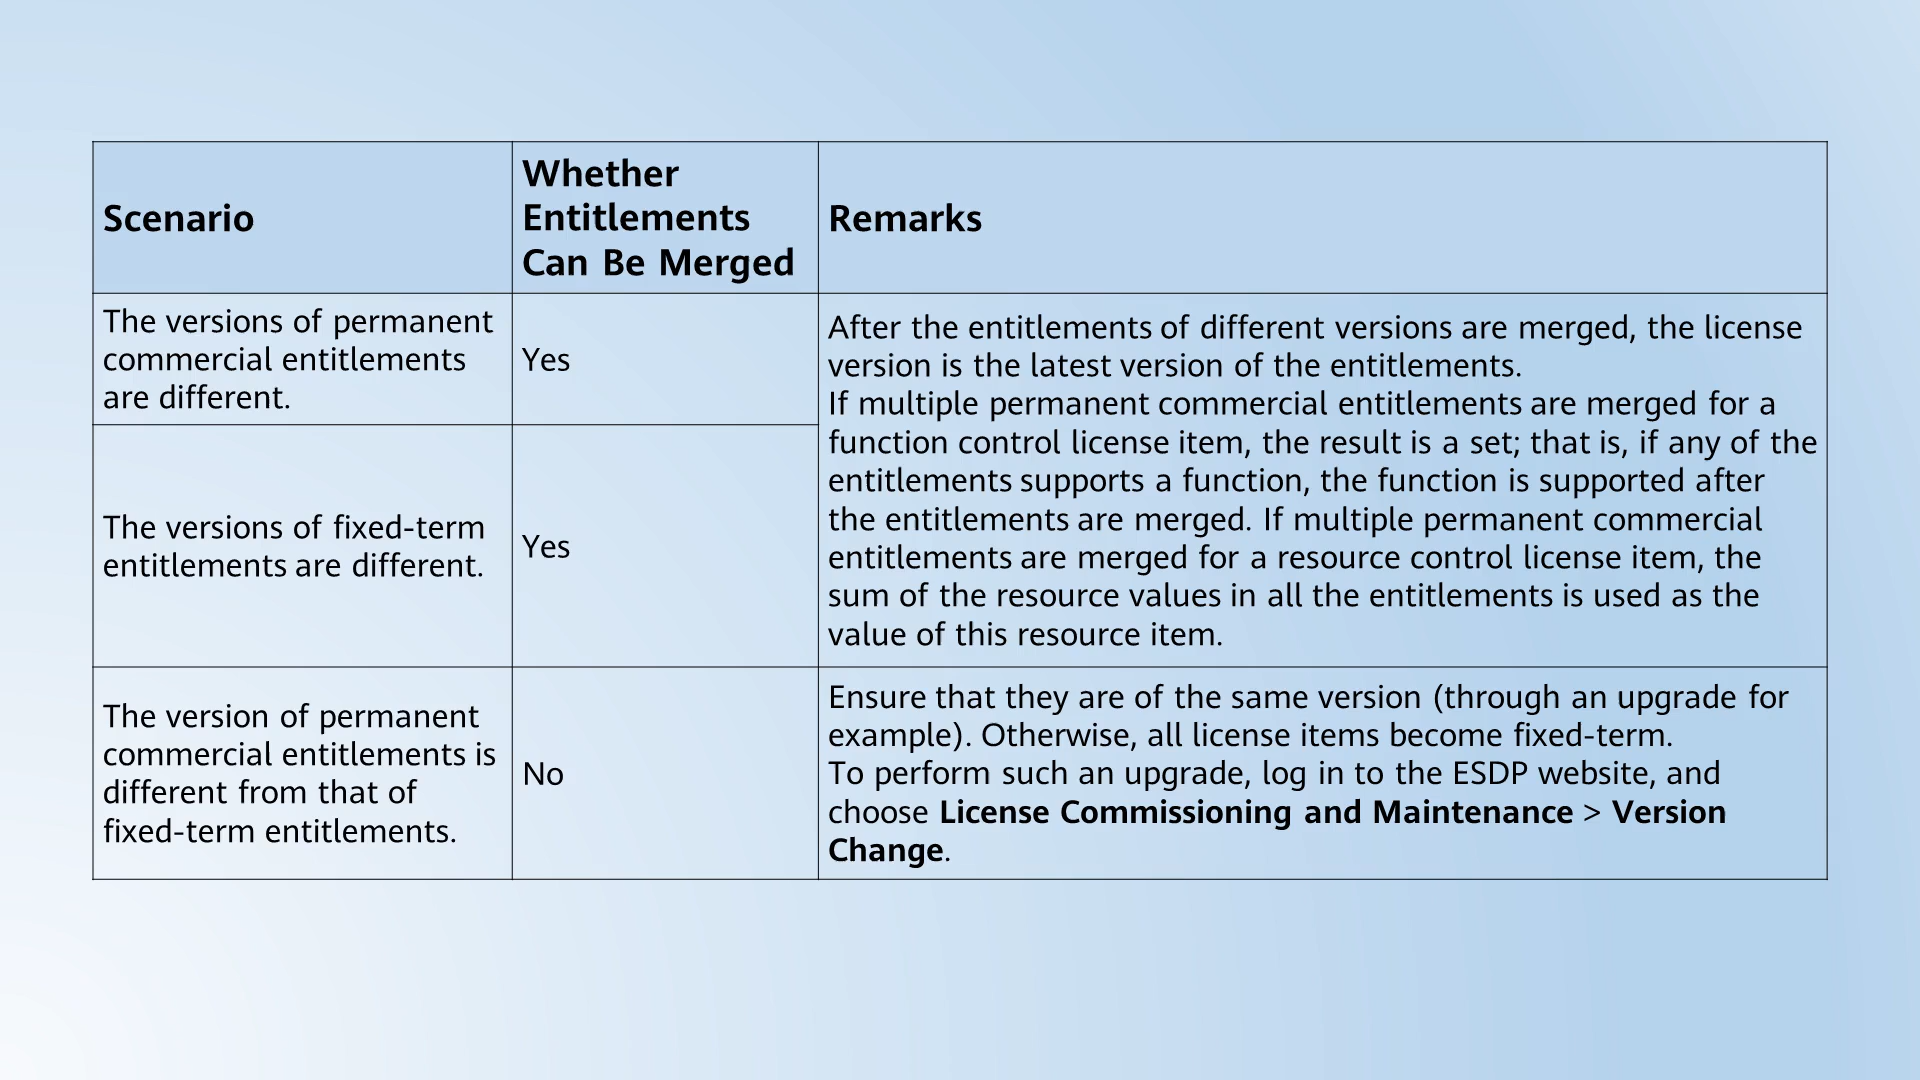 Scenario
Whether
Entitlements
Can Be Merged
Remarks
The versions of permanent
commercial entitlements
are different.
Yes
After the entitlements of different versions are merged, the license
version is the latest version of the entitlements.
If multiple permanent commercial entitlements are merged for a
function control license item, the result is a set; that is, if any of the
entitlements supports a function, the function is supported after
the entitlements are merged. If multiple permanent commercial
entitlements are merged for a resource control license item, the
sum of the resource values in all the entitlements is used as the
value of this resource item.
The versions of fixed-term
entitlements are different.
Yes
The version of permanent
commercial entitlements is
different from that of
fixed-term entitlements.
No
Ensure that they are of the same version (through an upgrade for
example). Otherwise, all license items become fixed-term.
To perform such an upgrade, log in to the ESDP website, and
choose License Commissioning and Maintenance > Version
Change.